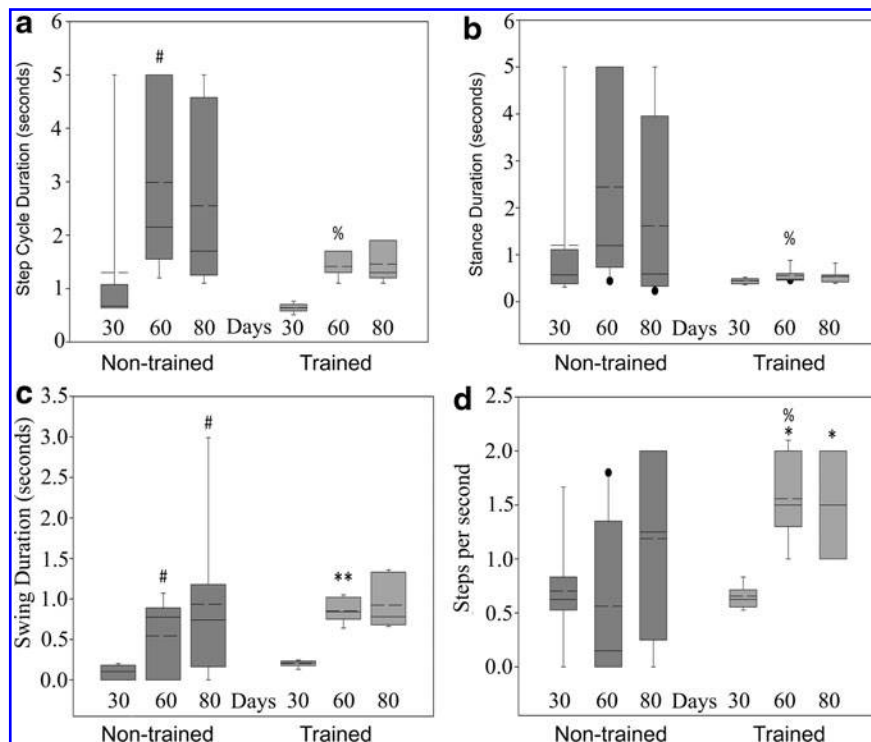 a
Step Cycle Duration (seconds)
6
5
4
3
2
1
0
#
%
30 60 80 Days 30 60 80
Non-trained Trained
b
Stance Duration (seconds)
6
5
4
3
2
1
0
%
30 60 80 Days 30 60 80
Non-trained Trained
c
Swing Duration (seconds)
3.5
3.0
2.5
2.0
1.5
1.0
0.5
0.0
#
#
**
30 60 80 Days 30 60 80
Non-trained Trained
d
Steps per second
2.5
2.0
1.5
1.0
0.5
0.0
%
* *
30 60 80 Days 30 60 80
Non-trained Trained